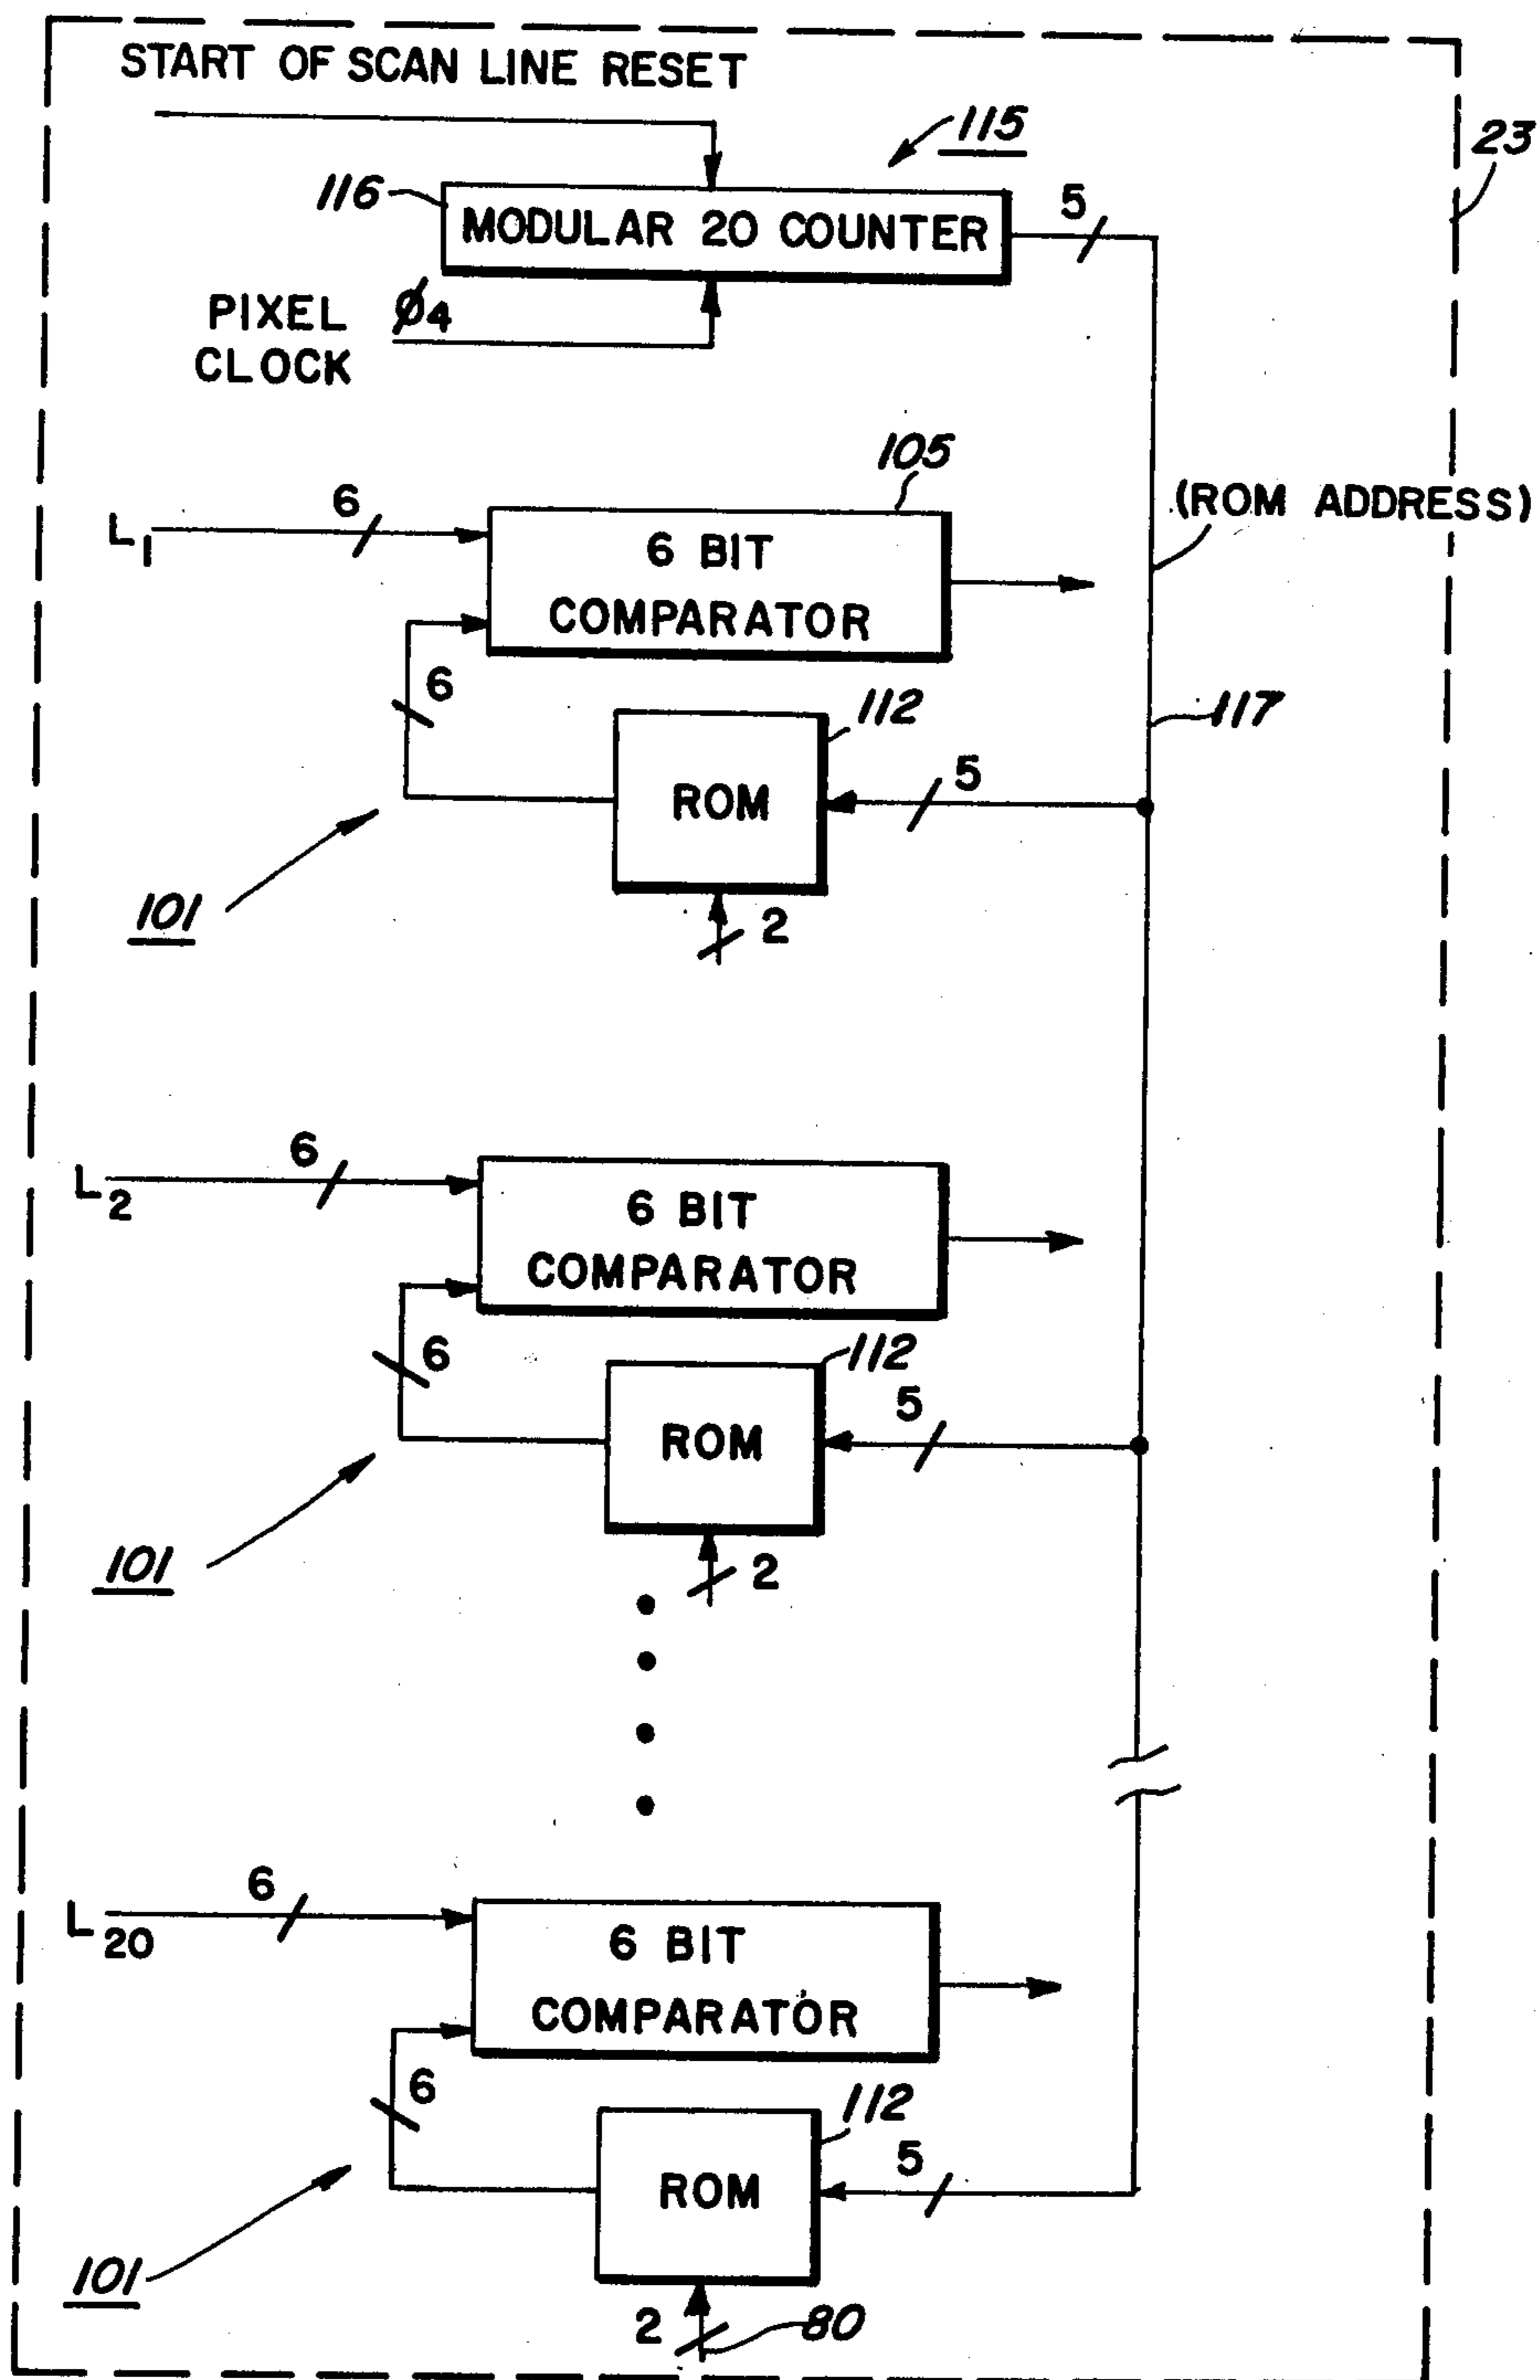 START OF SCAN LINE RESET
115
23
116
MODULAR 20 COUNTER
5
PIXEL CLOCK
ø4
105
(ROM ADDRESS)
L1
6
6 BIT
COMPARATOR
6
112
117
ROM
5
101
2
L2
6
6 BIT
COMPARATOR
6
112
ROM
5
101
2
L20
6
6 BIT
COMPARATOR
6
112
ROM
5
101
2
80